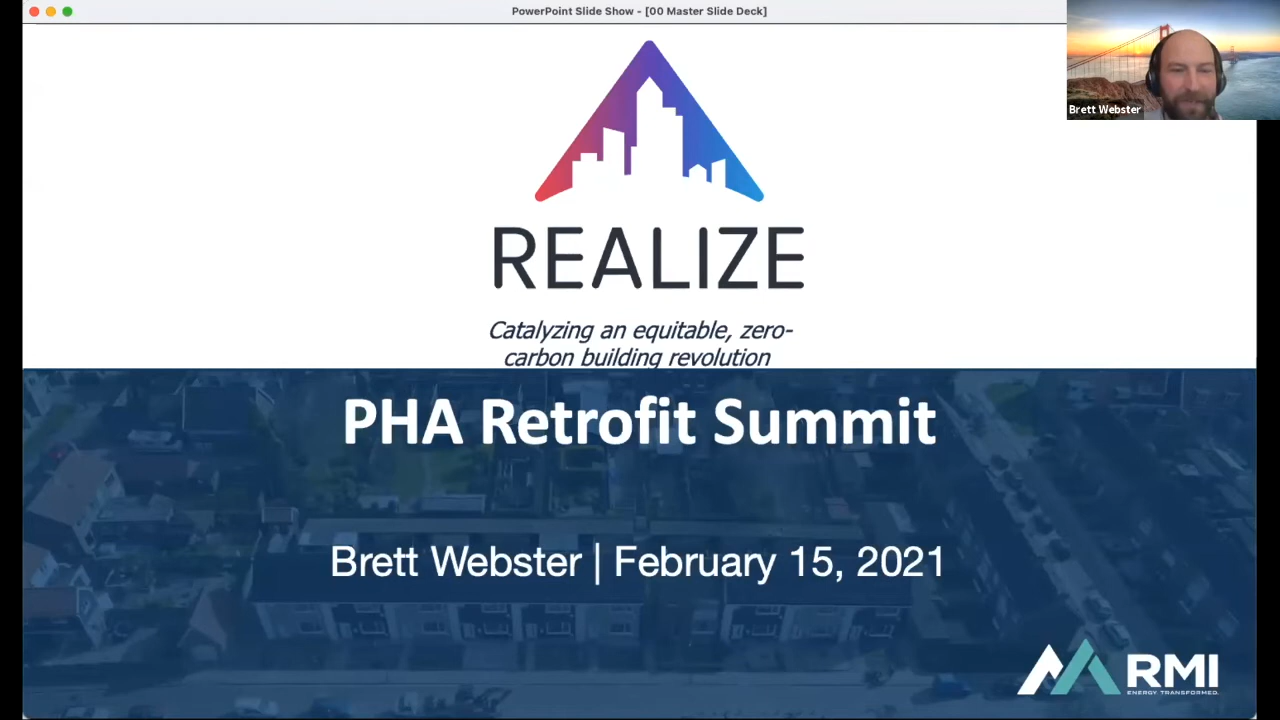 PowerPoint Slide Show - [00 Master Slide Deck]
Brett Webster
REALIZE
Catalyzing an equitable, zero-
carbon building revolution
PHA Retrofit Summit
Brett Webster | February 15, 2021
RMI
ENERGY. TRANSFORMED.